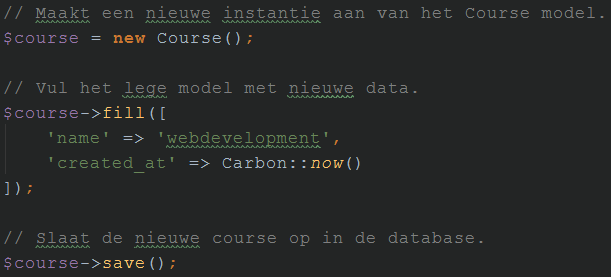 // Maakt een nieuwe instantie aan van het Course model.
$course = new Course();
// Vul het lege model met nieuwe data.
$course->fill([
'name' => 'webdevelopment',
'created_at' => Carbon::now()
]);
// Slaat de nieuwe course op in de database.
$course->save();